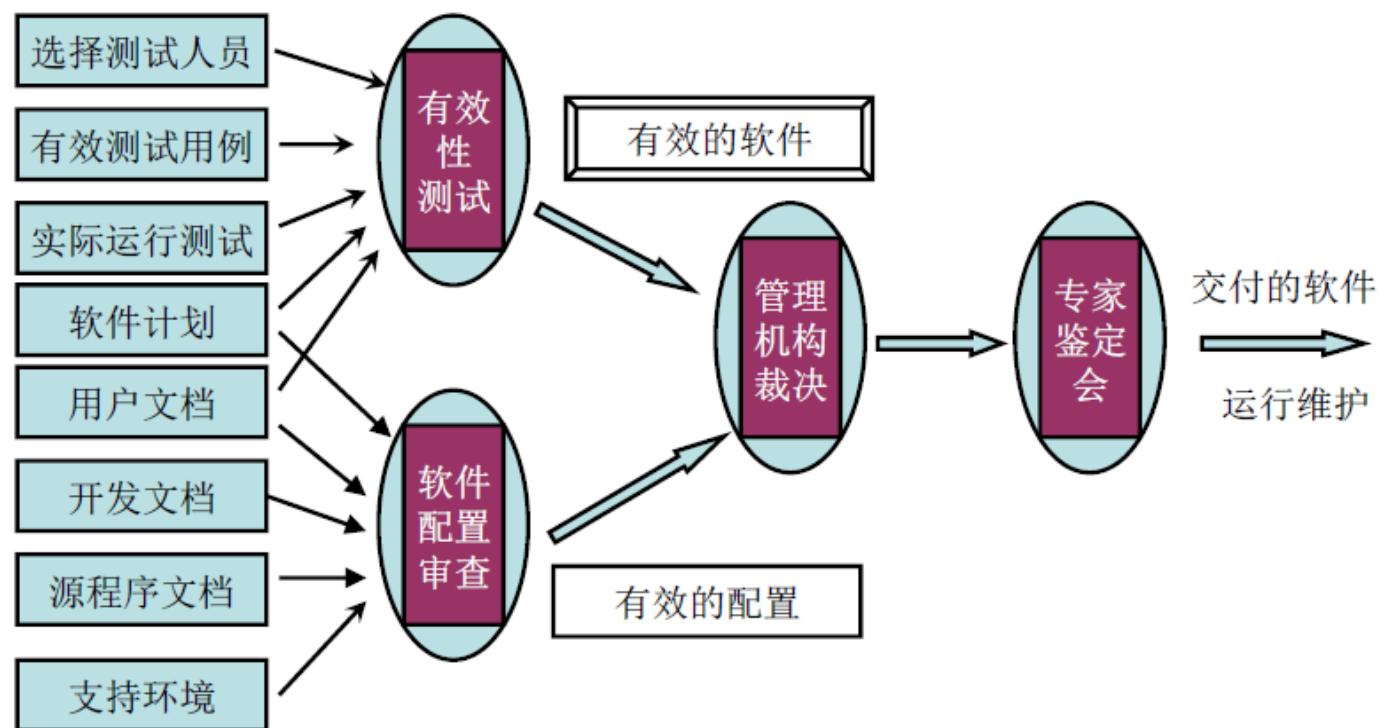 选择测试人员
有效测试用例
实际运行测试
软件计划
用户文档
开发文档
源程序文档
支持环境
有效
性
测试
软件
配置
审查
有效的软件
有效的配置
管理
机构
裁决
专家
鉴定
会
交付的软件
运行维护